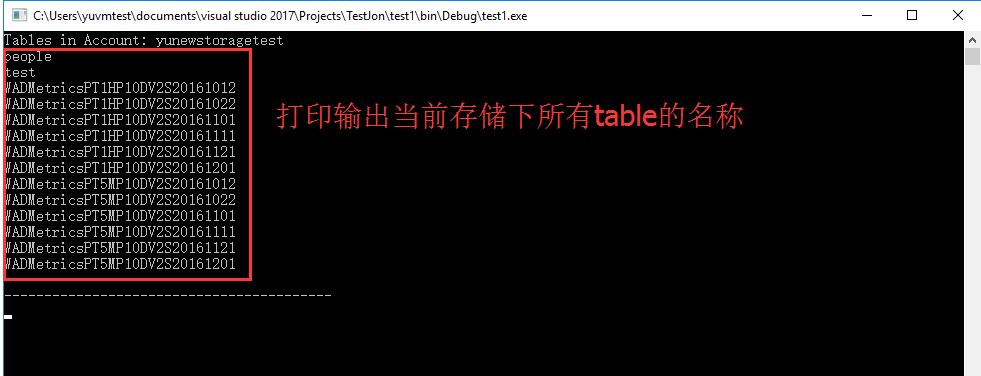 C:\Users\yuvmtest\documents\visual studio 2017\Projects\TestJon\test1\bin\Debug\test1.exe
Tables in Account: yunewstoragetest
people
test
WADMetricsPT1HP10DV2S20161012
WADMetricsPT1HP10DV2S20161022
WADMetricsPT1HP10DV2S20161101
WADMetricsPT1HP10DV2S20161111
WADMetricsPT1HP10DV2S20161121
WADMetricsPT1HP10DV2S20161201
WADMetricsPT5MP10DV2S20161012
WADMetricsPT5MP10DV2S20161022
WADMetricsPT5MP10DV2S20161101
WADMetricsPT5MP10DV2S20161111
WADMetricsPT5MP10DV2S20161121
WADMetricsPT5MP10DV2S20161201
打印输出当前存储下所有table的名称
-----------------------------------------